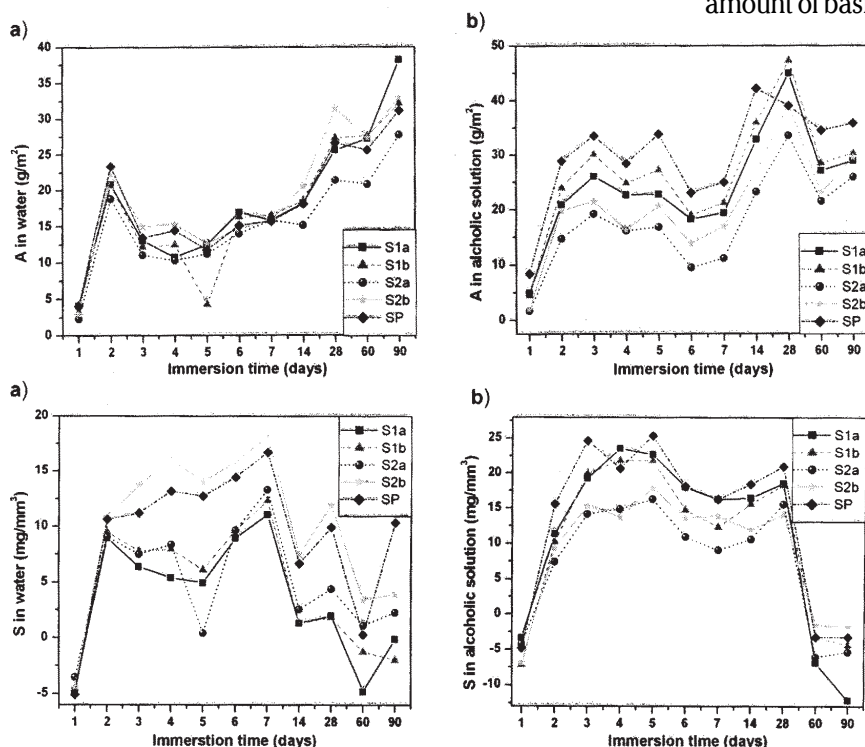 amount of bas
a)
A in water (g/m²)
40
35
30
25
20
15
10
5
0
1 2 3 4 5 6 7 14 28 60 90
Immersion time (days)
S1a
S1b
S2a
S2b
SP
b)
A in alcholic solution (g/m²)
50
40
30
20
10
0
1 2 3 4 5 6 7 14 28 60 90
Immersion time (days)
S1a
S1b
S2a
S2b
SP
a)
S in water (mg/mm³)
20
15
10
5
0
-5
1 2 3 4 5 6 7 14 28 60 90
Immerstion time (days)
S1a
S1b
S2a
S2b
SP
b)
S in alcoholic solution (mg/mm³)
25
20
15
10
5
0
-5
-10
1 2 3 4 5 6 7 14 28 60 90
Immersion time (days)
S1a
S1b
S2a
S2b
SP